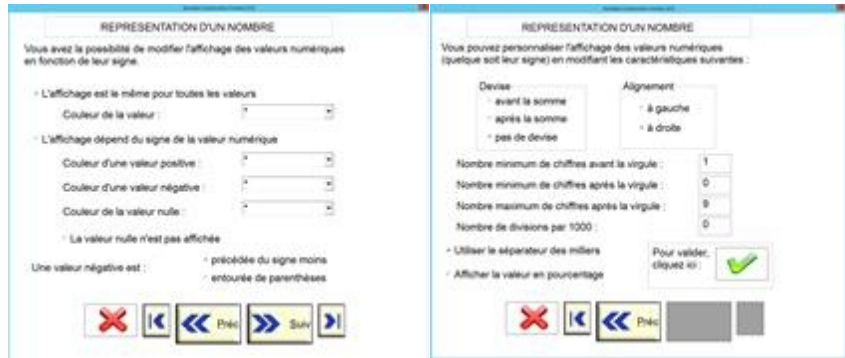 REPRESENTATION D'UN NOMBRE
Vous avez la possibilité de modifier l'affichage des valeurs numériques
en fonction de leur signe.
L'affichage est le même pour toutes les valeurs
Couleur de la valeur :
L'affichage dépend du signe de la valeur numérique
Couleur d'une valeur positive :
Couleur d'une valeur négative :
Couleur de la valeur nulle :
La valeur nulle n'est pas affichée
Une valeur négative est :
précédée du signe moins
entourée de parenthèses
Préc
Suiv
REPRESENTATION D'UN NOMBRE
Vous pouvez personnaliser l'affichage des valeurs numériques
(quelque soit leur signe) en modifiant les caractéristiques suivantes :
Devise
avant la somme
après la somme
pas de devise
Alignement
à gauche
à droite
Nombre minimum de chiffres avant la virgule : 1
Nombre minimum de chiffres après la virgule : 0
Nombre maximum de chiffres après la virgule : 9
Nombre de divisions par 1000 : 0
Utiliser le séparateur des milliers
Afficher la valeur en pourcentage
Pour valider,
cliquez ici :
Préc